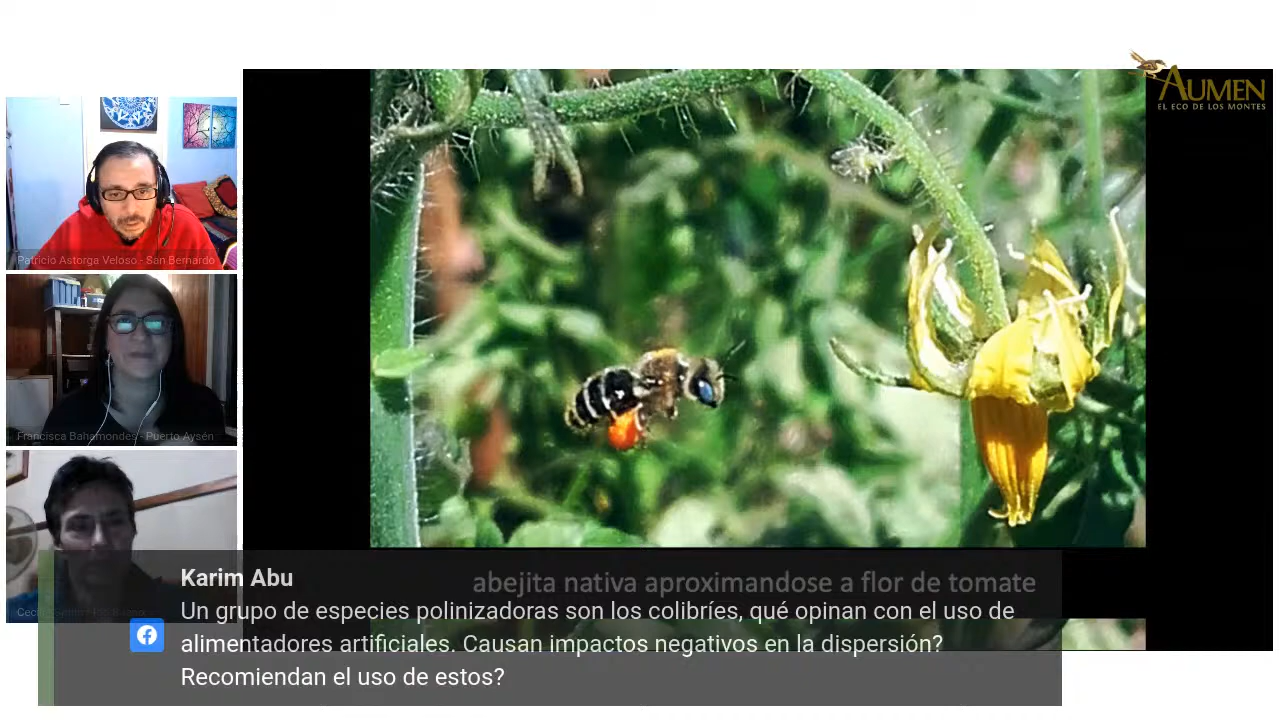 AUMEN
EL ECO DE LOS MONTES
Patricio Astorga Veloso - San Bernardo
Francisca Bahamondes - Puerto Aysén
abejita nativa aproximandose a flor de tomate
Karim Abu
Un grupo de especies polinizadoras son los colibríes, qué opinan con el uso de
alimentadores artificiales. Causan impactos negativos en la dispersión?
Recomiendan el uso de estos?